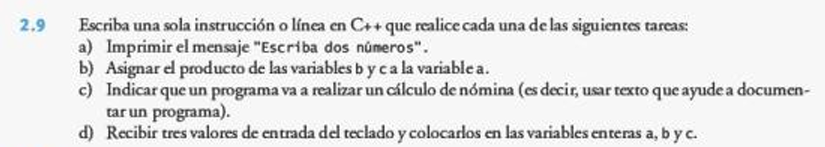 2.9 Escriba una sola instrucción o línea en C++ que realice cada una de las siguientes tareas:
a) Imprimir el mensaje "Escriba dos números".
b) Asignar el producto de las variables b y c a la variable a.
c) Indicar que un programa va a realizar un cálculo de nómina (es decir, usar texto que ayude a documen-
tar un programa).
d) Recibir tres valores de entrada del teclado y colocarlos en las variables enteras a, b y c.